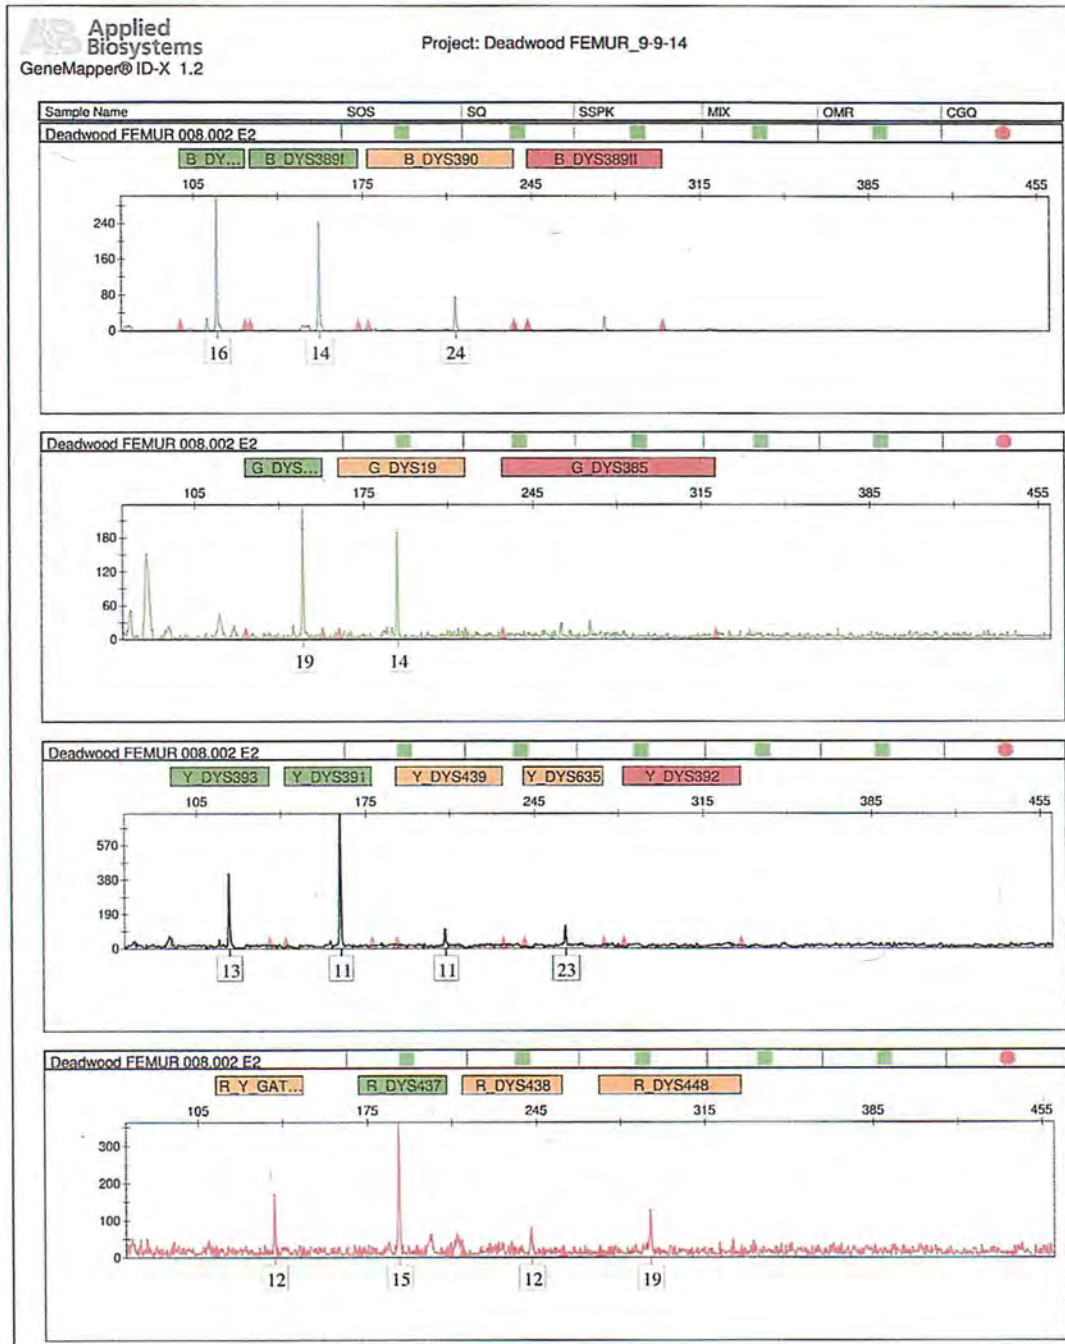 AB Applied
Biosystems
GeneMapper® ID-X 1.2
Project: Deadwood FEMUR_9-9-14
Sample Name SOS SQ SSPK MIX OMR CGQ
Deadwood FEMUR 008.002 E2
B_DY... B_DYS389I B_DYS390 B_DYS389II
105 175 245 315 385 455
240
160
80
0
16 14 24
Deadwood FEMUR 008.002 E2
G_DYS... G_DYS19 G_DYS385
105 175 245 315 385 455
180
120
60
0
19 14
Deadwood FEMUR 008.002 E2
Y_DYS393 Y_DYS391 Y_DYS439 Y_DYS635 Y_DYS392
105 175 245 315 385 455
570
380
190
0
13 11 11 23
Deadwood FEMUR 008.002 E2
R_Y_GAT... R_DYS437 R_DYS438 R_DYS448
105 175 245 315 385 455
300
200
100
0
12 15 12 19